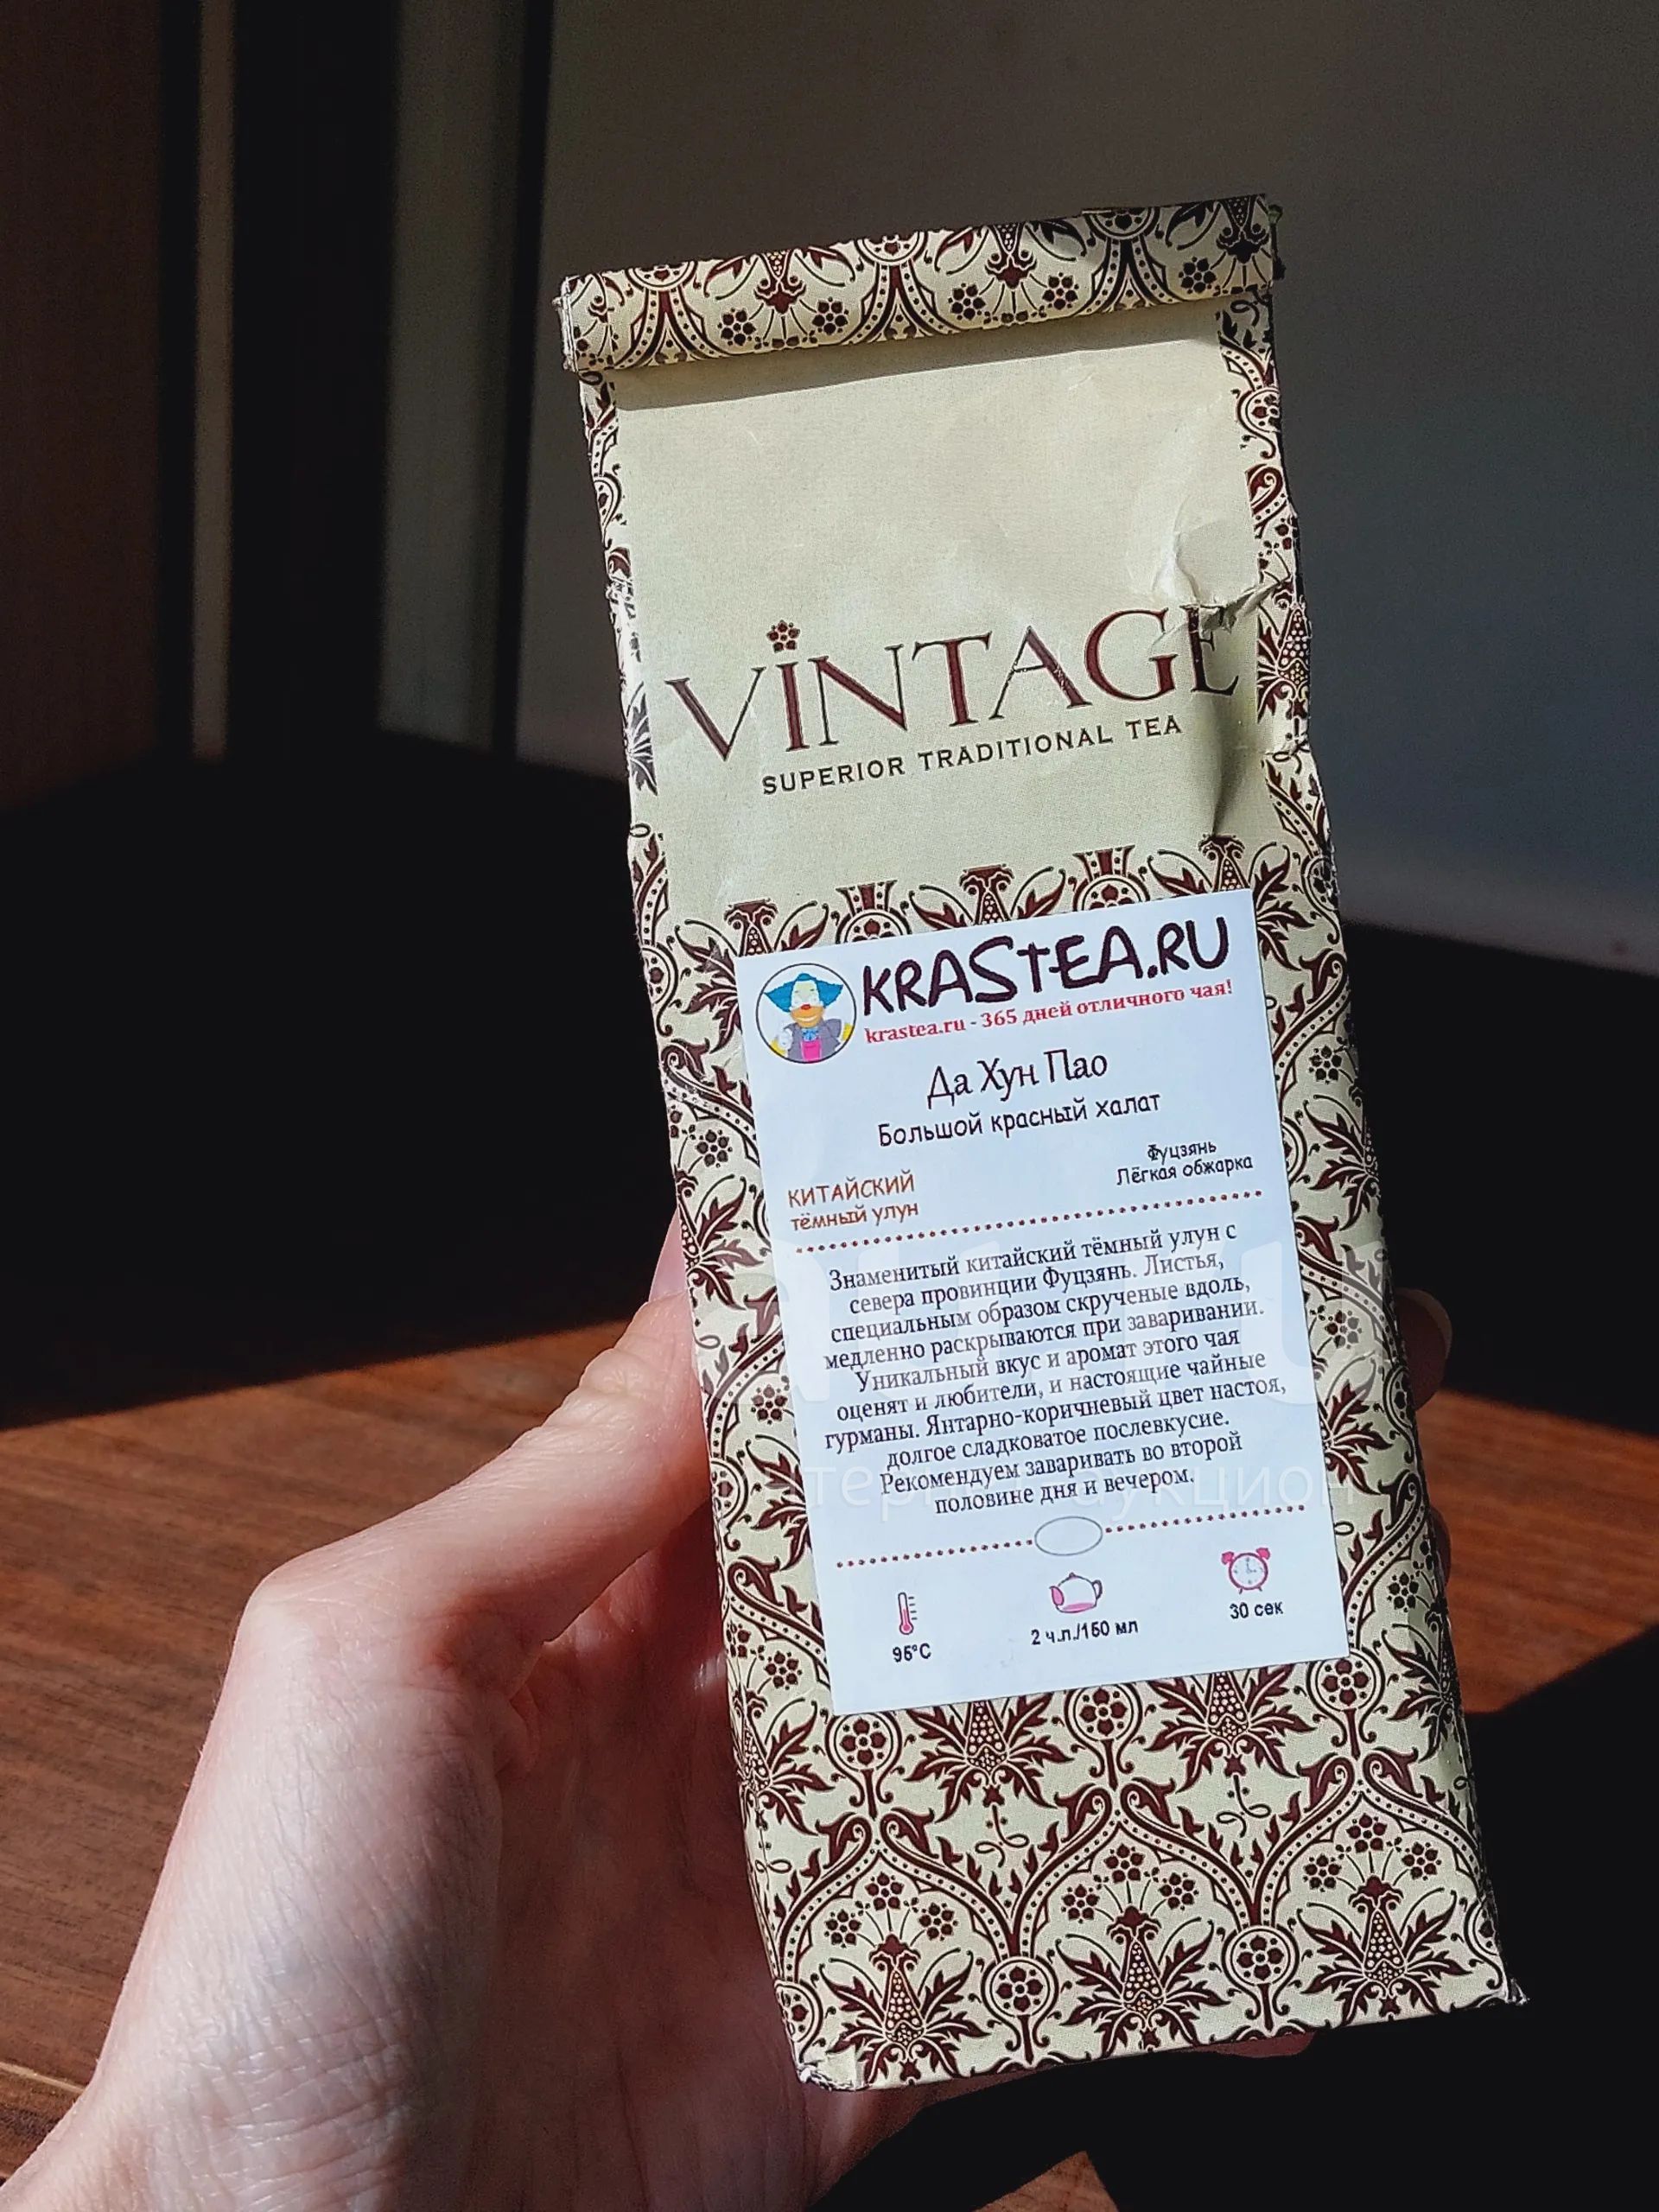 VINTAGE
SUPERIOR TRADITIONAL TEA
KRASTEA.RU
krastea.ru - 365 дней отличного чая!
Да Хун Пао
Большой красный халат
Фуцзянь
Лёгкая обжарка
КИТАЙСКИЙ
тёмный улун
Знаменитый китайский тёмный улун с
севера провинции Фуцзянь. Листья,
специальным образом скрученые вдоль,
медленно раскрываются при заваривании.
Уникальный вкус и аромат этого чая
оценят и любители, и настоящие чайные
гурманы. Янтарно-коричневый цвет настоя,
долгое сладковатое послевкусие.
Рекомендуем заваривать во второй
половине дня и вечером.
95°C
2 ч.л./150 мл
30 сек
аукцион